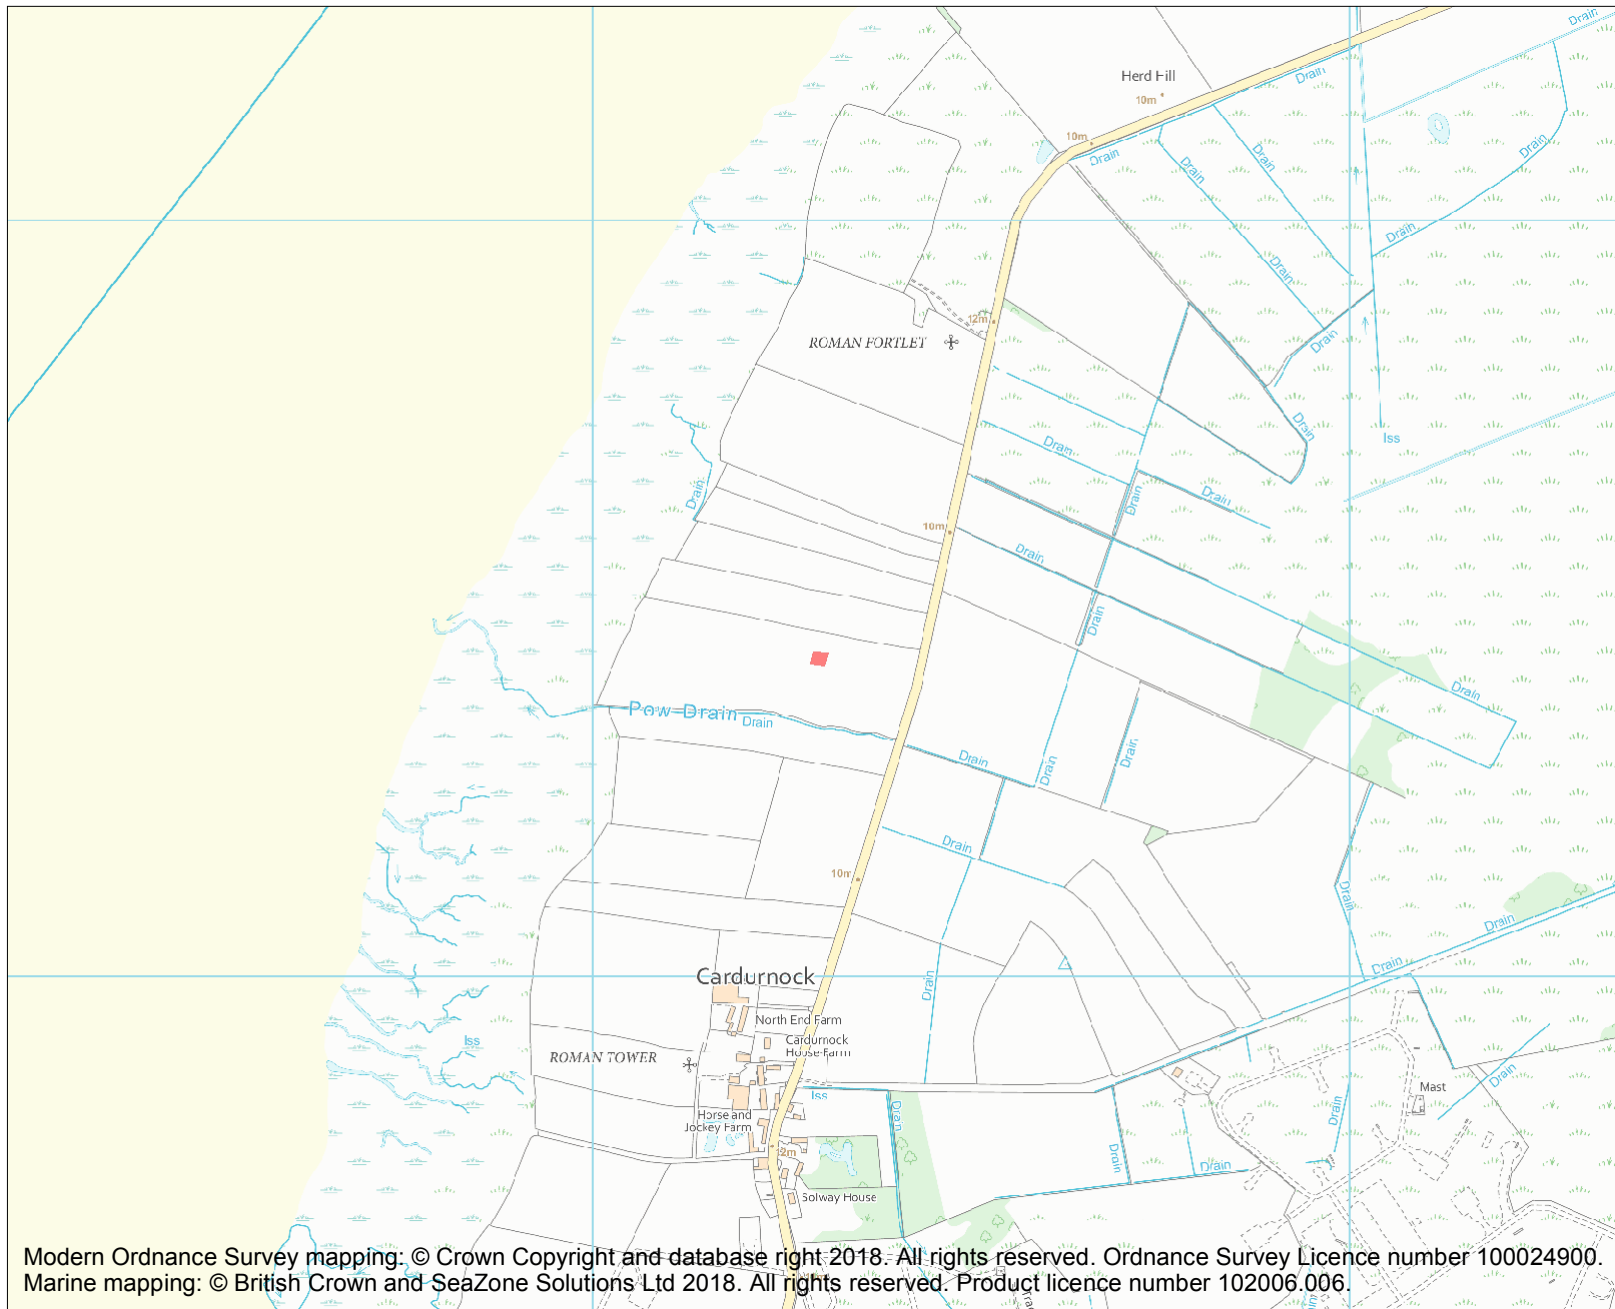 Drain
Herd Hill
Drain
10m
10m
Drain
Drain
Drain
Drain
Drain
Drain
12m
ROMAN FORTLET
Drain
Drain
Iss
Drain
Drain
Drain
Drain
10m
Drain
Drain
Drain
Pow Drain
Drain
Drain
Drain
Drain
Drain
10m
Drain
Drain
Drain
Cardurnock
Drain
North End Farm
Iss
Cardurnock
House Farm
ROMAN TOWER
Drain
Mast
Iss
Horse and
Jockey Farm
Drain
Drain
Drain
Drain
Solway House
Modern Ordnance Survey mapping: © Crown Copyright and database right 2018. All rights reserved. Ordnance Survey Licence number 100024900.
Marine mapping: © British Crown and SeaZone Solutions Ltd 2018. All rights reserved. Product licence number 102006.006.